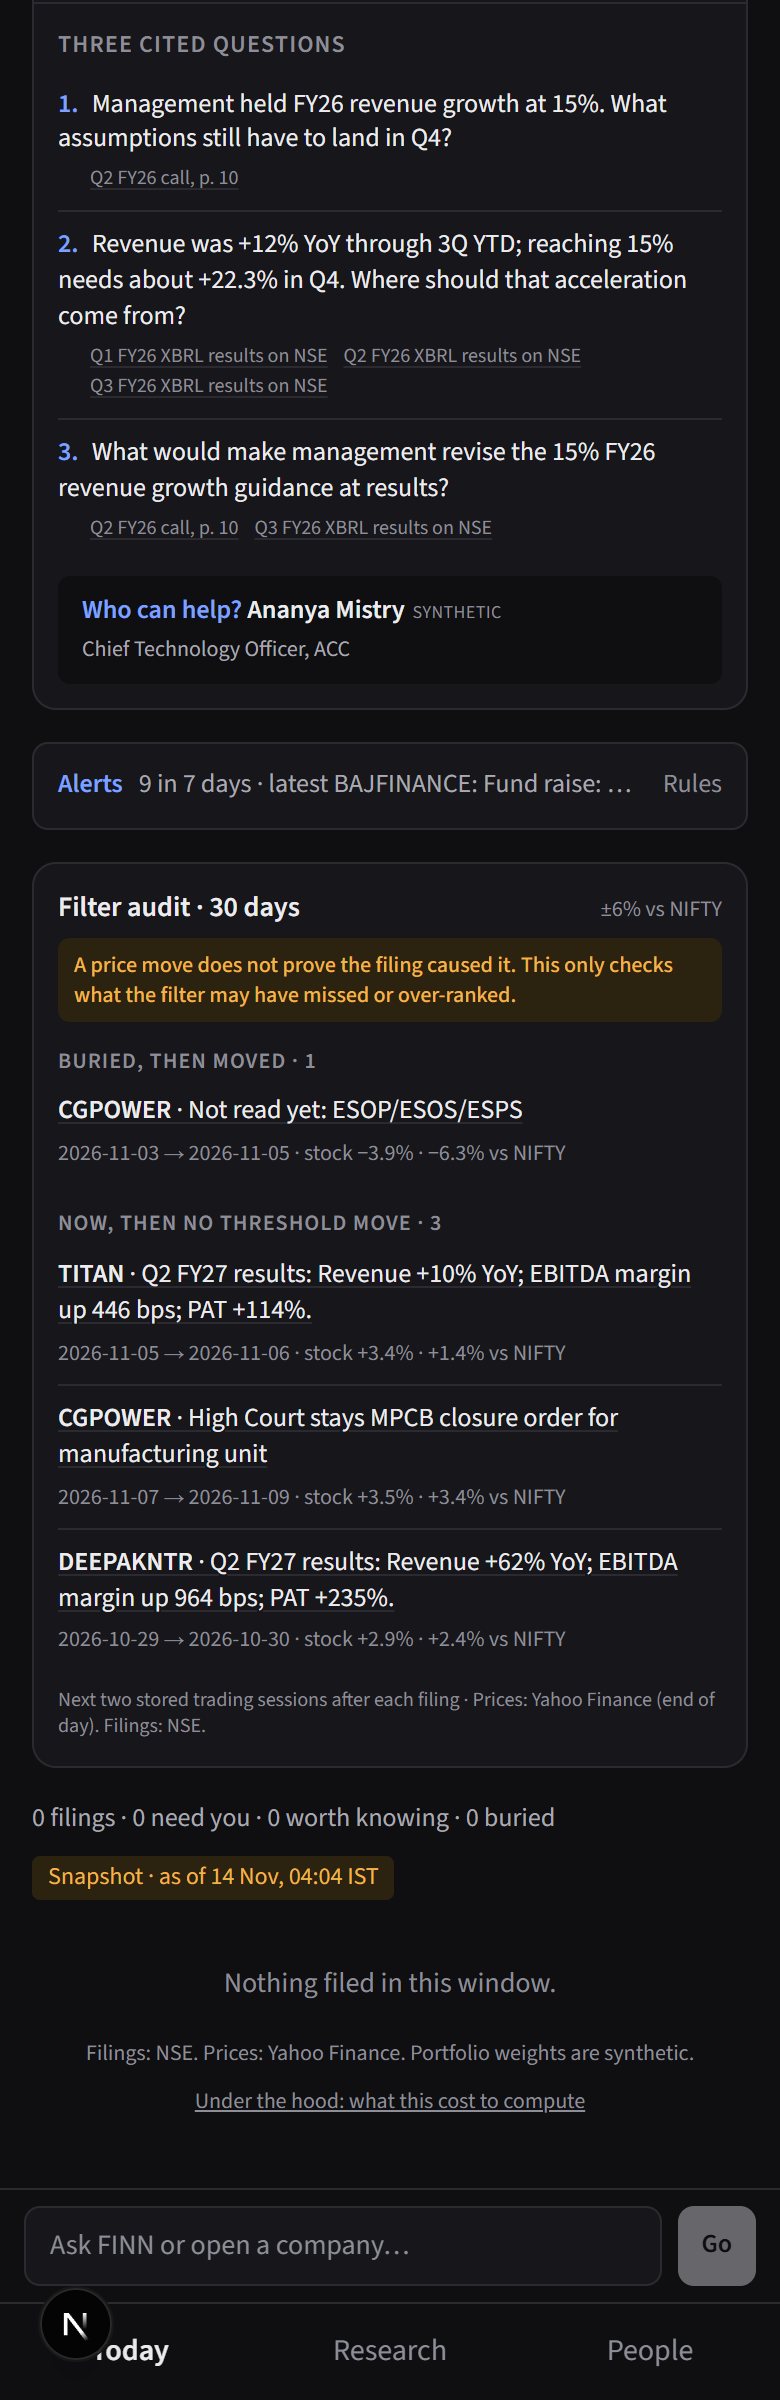 THREE CITED QUESTIONS
1. Management held FY26 revenue growth at 15%. What
assumptions still have to land in Q4?
Q2 FY26 call, p. 10
2. Revenue was +12% YoY through 3Q YTD; reaching 15%
needs about +22.3% in Q4. Where should that acceleration
come from?
Q1 FY26 XBRL results on NSE Q2 FY26 XBRL results on NSE
Q3 FY26 XBRL results on NSE
3. What would make management revise the 15% FY26
revenue growth guidance at results?
Q2 FY26 call, p. 10 Q3 FY26 XBRL results on NSE
Who can help? Ananya Mistry SYNTHETIC
Chief Technology Officer, ACC
Alerts 9 in 7 days · latest BAJFINANCE: Fund raise: … Rules
Filter audit · 30 days ±6% vs NIFTY
A price move does not prove the filing caused it. This only checks
what the filter may have missed or over-ranked.
BURIED, THEN MOVED · 1
CGPOWER · Not read yet: ESOP/ESOS/ESPS
2026-11-03 → 2026-11-05 · stock −3.9% · −6.3% vs NIFTY
NOW, THEN NO THRESHOLD MOVE · 3
TITAN · Q2 FY27 results: Revenue +10% YoY; EBITDA margin
up 446 bps; PAT +114%.
2026-11-05 → 2026-11-06 · stock +3.4% · +1.4% vs NIFTY
CGPOWER · High Court stays MPCB closure order for
manufacturing unit
2026-11-07 → 2026-11-09 · stock +3.5% · +3.4% vs NIFTY
DEEPAKNTR · Q2 FY27 results: Revenue +62% YoY; EBITDA
margin up 964 bps; PAT +235%.
2026-10-29 → 2026-10-30 · stock +2.9% · +2.4% vs NIFTY
Next two stored trading sessions after each filing · Prices: Yahoo Finance (end of
day). Filings: NSE.
0 filings · 0 need you · 0 worth knowing · 0 buried
Snapshot · as of 14 Nov, 04:04 IST
Nothing filed in this window.
Filings: NSE. Prices: Yahoo Finance. Portfolio weights are synthetic.
Under the hood: what this cost to compute
Ask FINN or open a company… Go
N
Today Research People